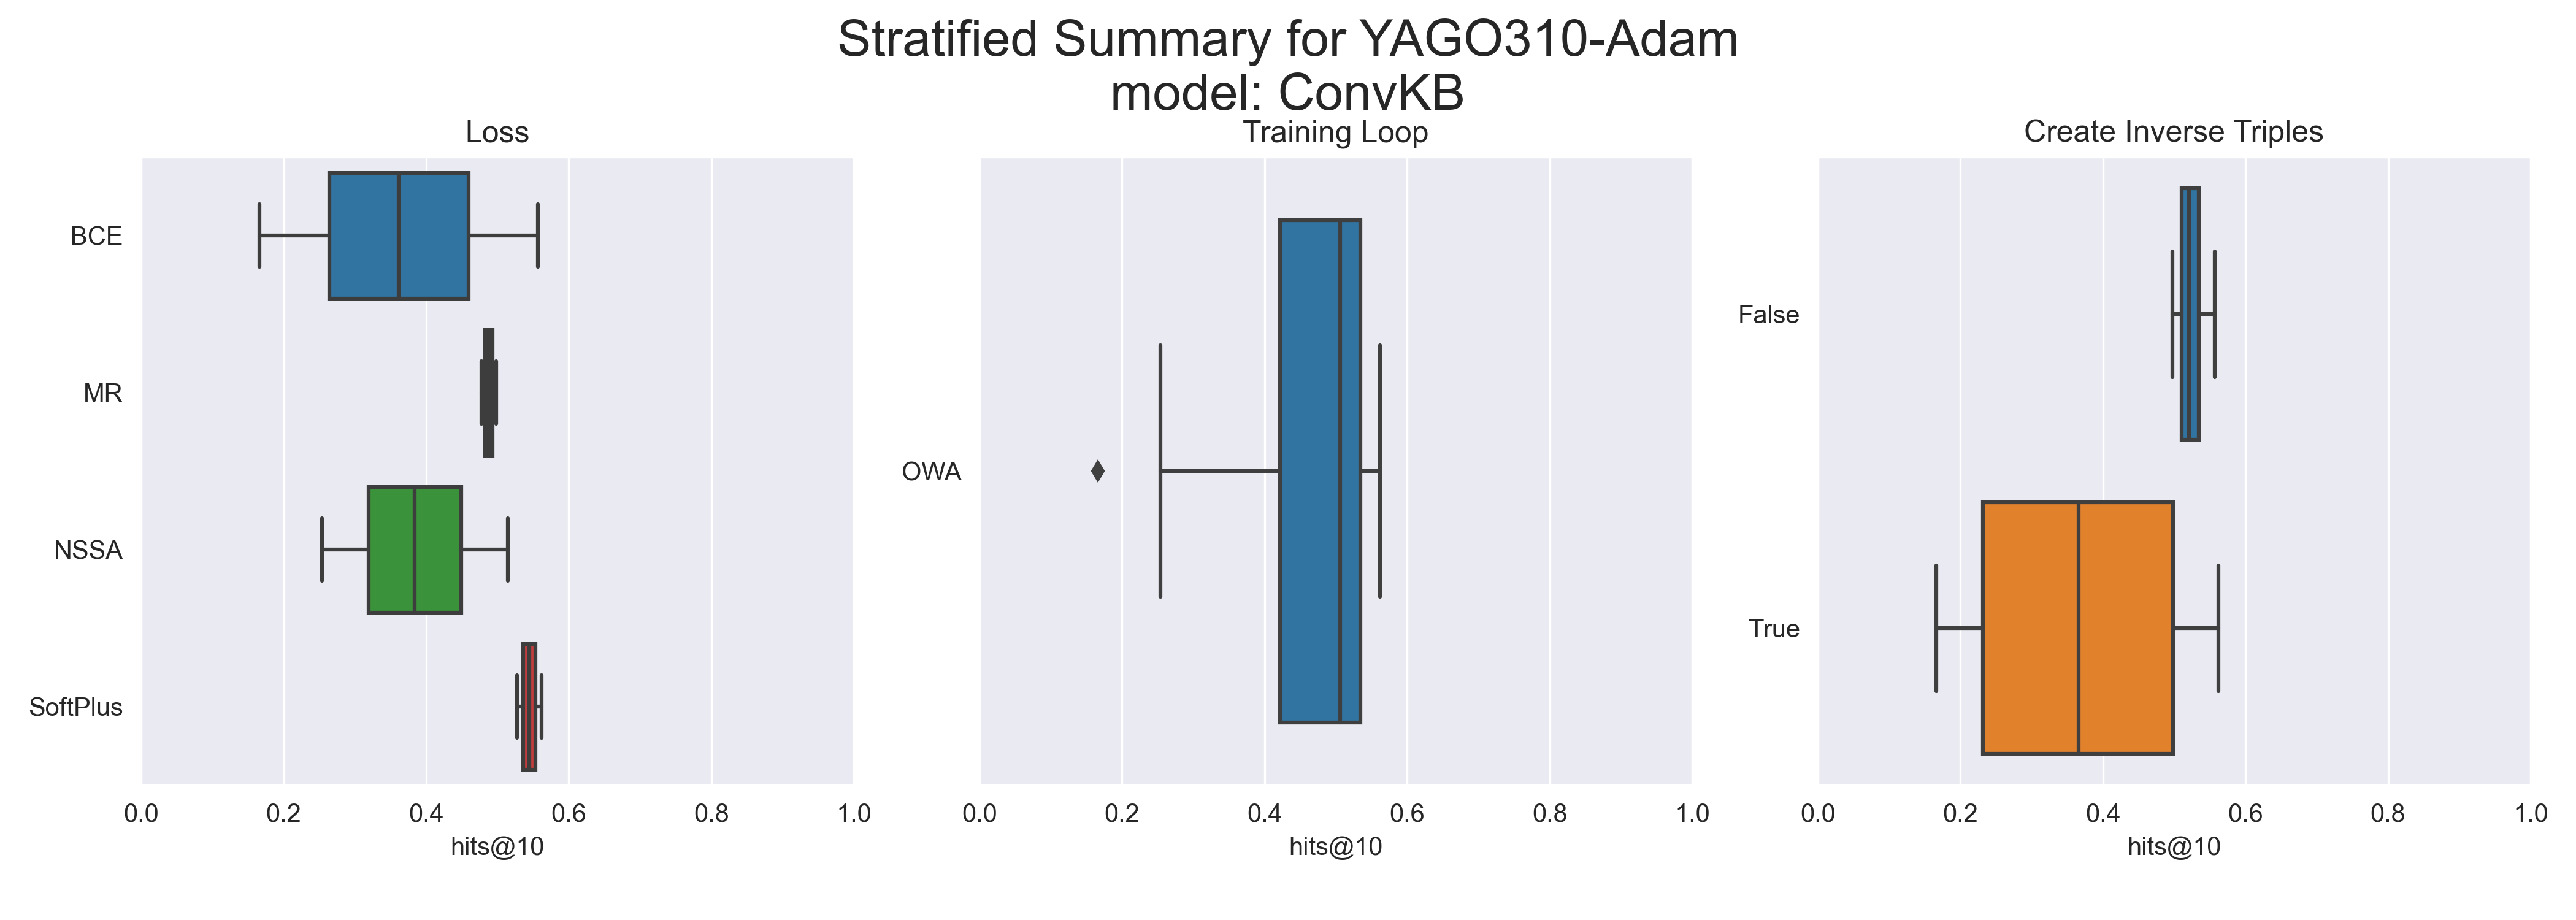 Stratified Summary for YAGO310-Adam
model: ConvKB
Loss
BCE
MR
NSSA
SoftPlus
0.0 0.2 0.4 0.6 0.8 1.0
hits@10
Training Loop
OWA
0.0 0.2 0.4 0.6 0.8 1.0
hits@10
Create Inverse Triples
False
True
0.0 0.2 0.4 0.6 0.8 1.0
hits@10